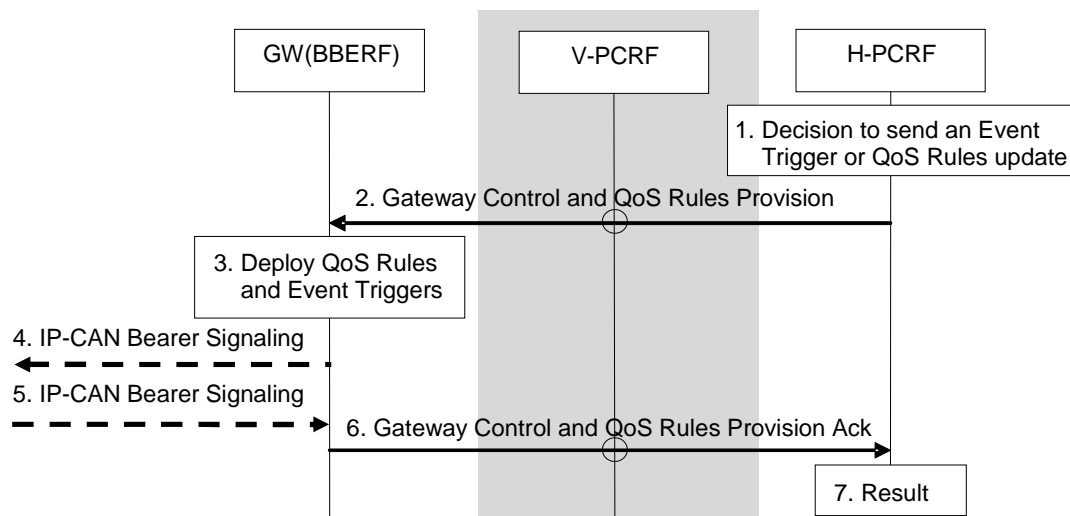 GW(BBERF)
V-PCRF
H-PCRF
1. Decision to send an Event
Trigger or QoS Rules update
2. Gateway Control and QoS Rules Provision
3. Deploy QoS Rules
and Event Triggers
4. IP-CAN Bearer Signaling
5. IP-CAN Bearer Signaling
6. Gateway Control and QoS Rules Provision Ack
7. Result